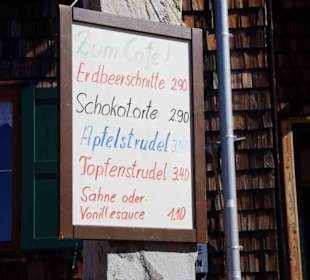 Zum Cafe!
Erdbeerschnitte 2.90
Schokotorte 2.90
Apfelstrudel
Topfenstrudel 3.40
Sahne oder
Vanillesauce 1.10